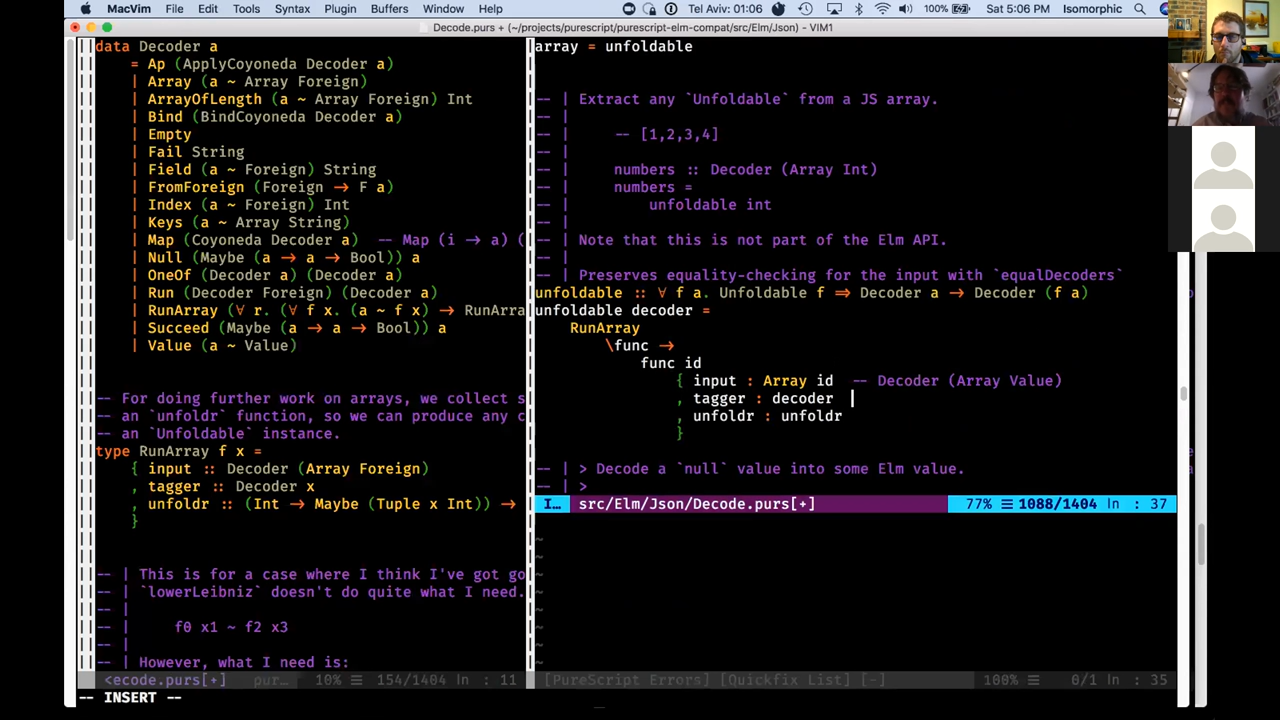 MacVim File Edit Tools Syntax Plugin Buffers Window Help Tel Aviv: 01:06 100% Sat 5:06 PM Isomorphic
Decode.purs + (~/projects/purescript/purescript-elm-compat/src/Elm/Json) - VIM1
data Decoder a
= Ap (ApplyCoyoneda Decoder a)
| Array (a ~ Array Foreign)
| ArrayOfLength (a ~ Array Foreign) Int
| Bind (BindCoyoneda Decoder a)
| Empty
| Fail String
| Field (a ~ Foreign) String
| FromForeign (Foreign → F a)
| Index (a ~ Foreign) Int
| Keys (a ~ Array String)
| Map (Coyoneda Decoder a) -- Map (i → a) (
| Null (Maybe (a → a → Bool)) a
| OneOf (Decoder a) (Decoder a)
| Run (Decoder Foreign) (Decoder a)
| RunArray (∀ r. (∀ f x. (a ~ f x) → RunArra
| Succeed (Maybe (a → a → Bool)) a
| Value (a ~ Value)
-- For doing further work on arrays, we collect s
-- an `unfoldr` function, so we can produce any c
-- an `Unfoldable` instance.
type RunArray f x =
{ input :: Decoder (Array Foreign)
, tagger :: Decoder x
, unfoldr :: (Int → Maybe (Tuple x Int)) →
}
-- | This is for a case where I think I've got go
-- | `lowerLeibniz` doesn't do quite what I need.
-- |
-- | f0 x1 ~ f2 x3
-- |
-- | However, what I need is:
<ecode.purs[+] pur… 10% ☰ 154/1404 ln : 11
-- INSERT --
array = unfoldable
-- | Extract any `Unfoldable` from a JS array.
-- |
-- | -- [1,2,3,4]
-- |
-- | numbers :: Decoder (Array Int)
-- | numbers =
-- | unfoldable int
-- |
-- | Note that this is not part of the Elm API.
-- |
-- | Preserves equality-checking for the input with `equalDecoders`
unfoldable :: ∀ f a. Unfoldable f ⇒ Decoder a → Decoder (f a)
unfoldable decoder =
RunArray
\func →
func id
{ input : Array id -- Decoder (Array Value)
, tagger : decoder
, unfoldr : unfoldr
}
-- | > Decode a `null` value into some Elm value.
-- | >
I… src/Elm/Json/Decode.purs[+] 77% ☰ 1088/1404 ln : 37
[PureScript Errors] [Quickfix List] [-] 100% ☰ 0/1 ln : 35